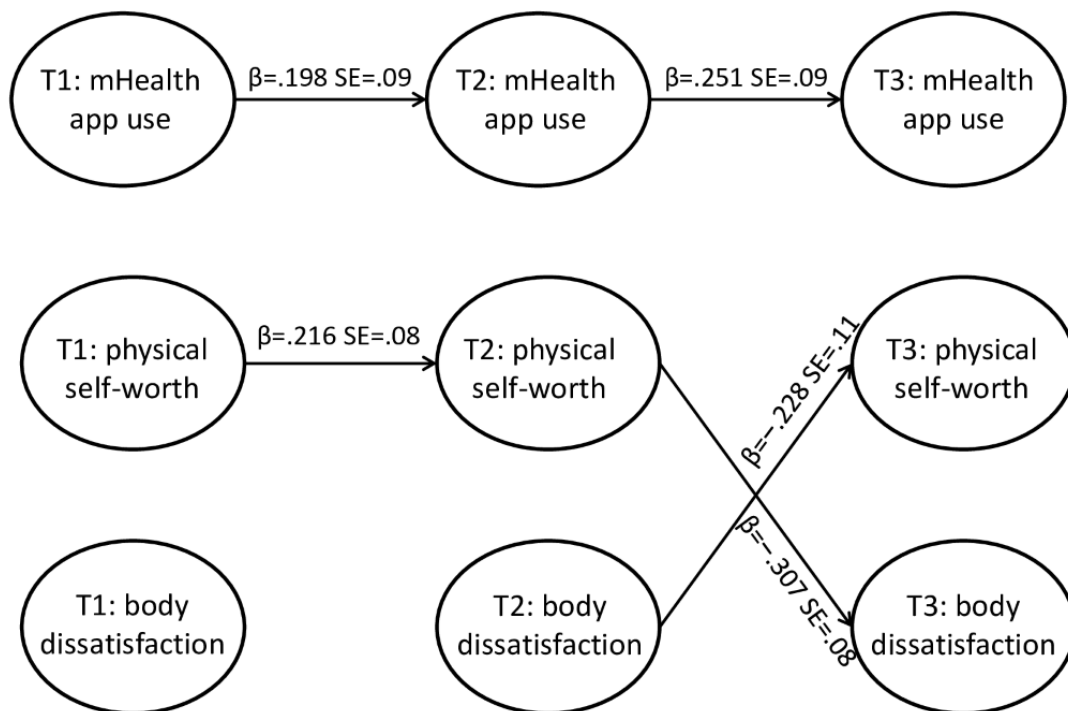 T1: mHealth
app use
β=.198 SE=.09
T2: mHealth
app use
β=.251 SE=.09
T3: mHealth
app use
T1: physical
self-worth
β=.216 SE=.08
T2: physical
self-worth
β=−.228 SE=.11
T3: physical
self-worth
T1: body
dissatisfaction
T2: body
dissatisfaction
β=−.307 SE=.08
T3: body
dissatisfaction